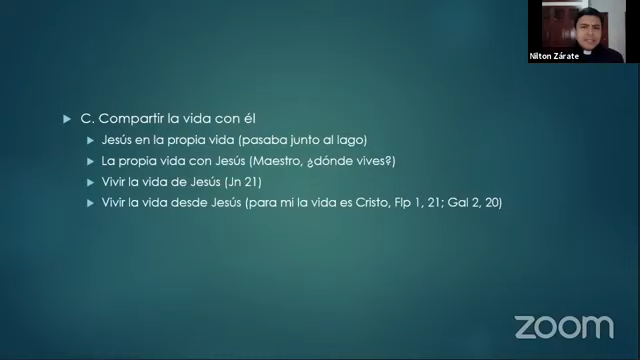 Nilton Zárate
C. Compartir la vida con él
Jesús en la propia vida (pasaba junto al lago)
La propia vida con Jesús (Maestro, ¿dónde vives?)
Vivir la vida de Jesús (Jn 21)
Vivir la vida desde Jesús (para mi la vida es Cristo, Flp 1, 21; Gal 2, 20)
zoom